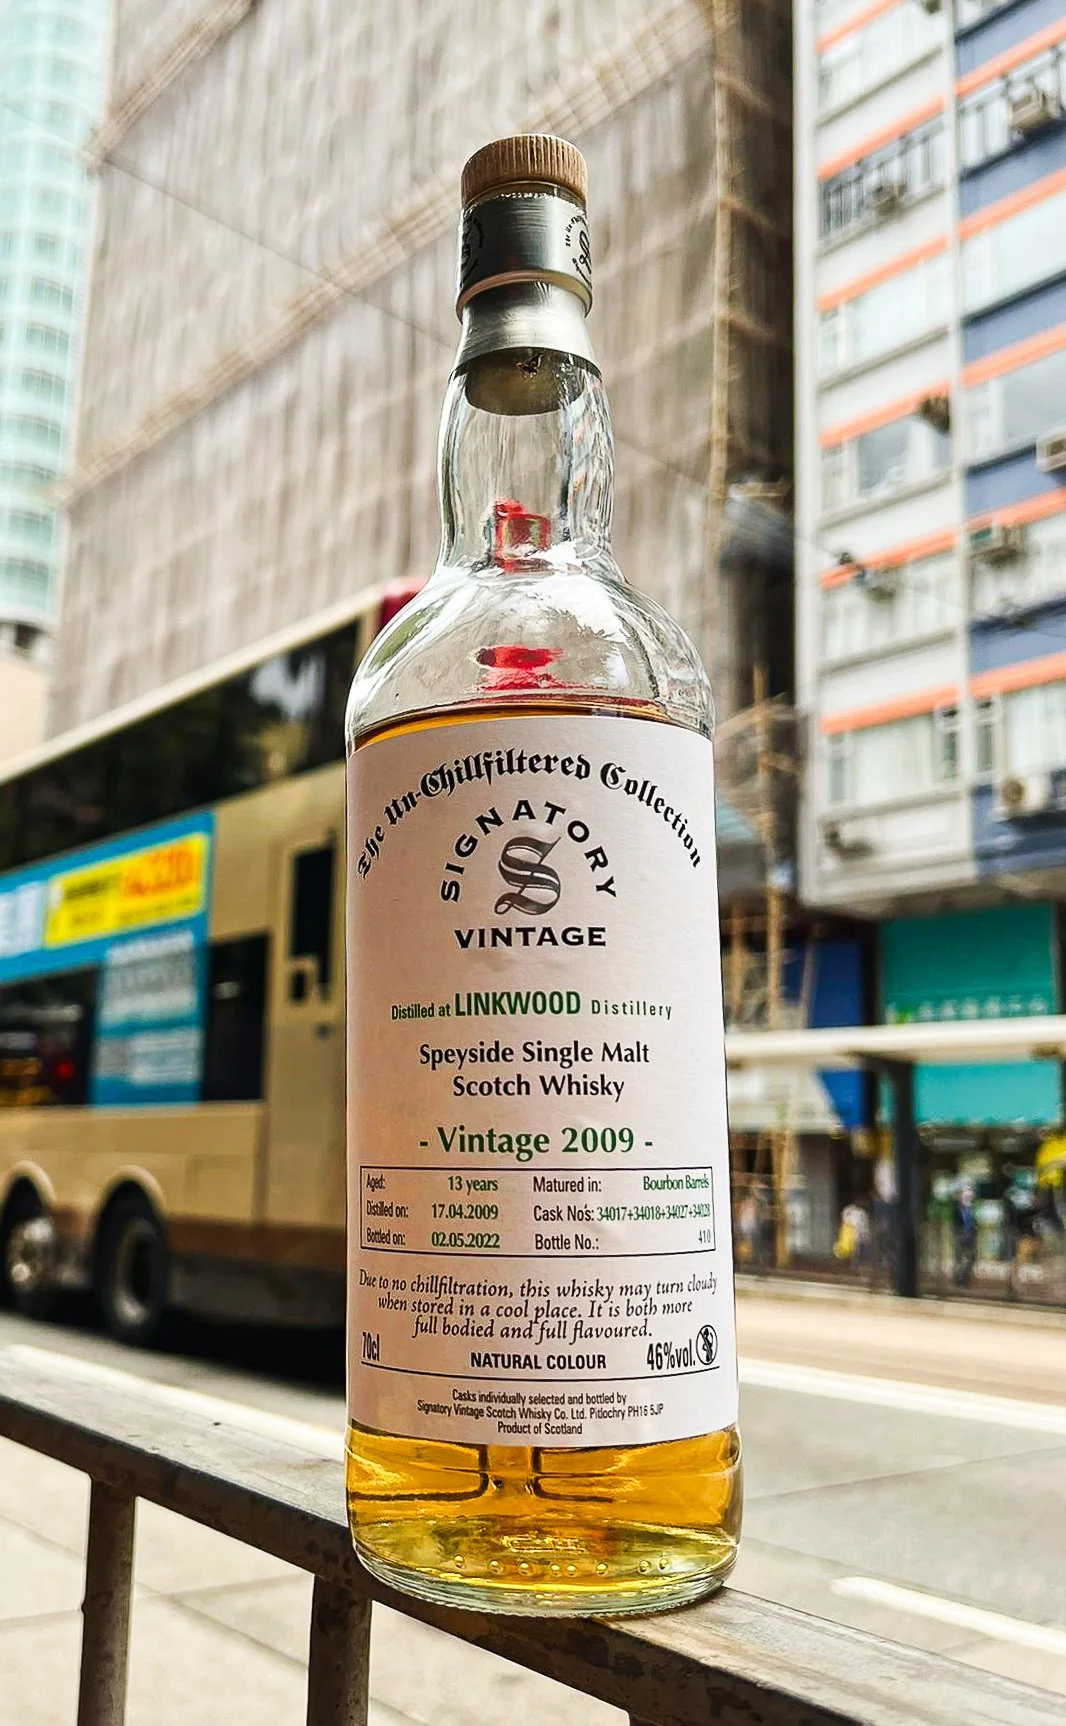 The Un-Chillfiltered Collection
SIGNATORY
S
VINTAGE
Distilled at LINKWOOD Distillery
Speyside Single Malt
Scotch Whisky
- Vintage 2009 -
Aged: 13 years Matured in: Bourbon Barrels
Distilled on: 17.04.2009 Cask No's: 34017+34018+34027+34028
Bottled on: 02.05.2022 Bottle No.: 410
Due to no chillfiltration, this whisky may turn cloudy
when stored in a cool place. It is both more
full bodied and full flavoured.
70cl NATURAL COLOUR 46%vol.
Casks individually selected and bottled by
Signatory Vintage Scotch Whisky Co. Ltd. Pitlochry PH16 5JP
Product of Scotland